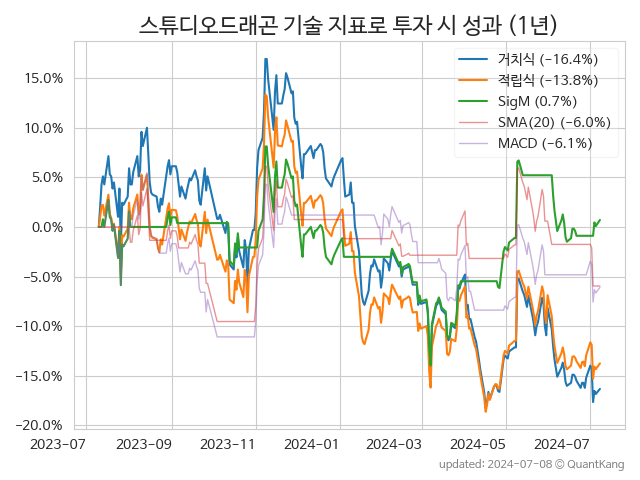 스튜디오드래곤 기술 지표로 투자 시 성과 (1년)
거치식 (−16.4%)
적립식 (−13.8%)
SigM (0.7%)
SMA(20) (−6.0%)
MACD (−6.1%)
15.0%
10.0%
5.0%
0.0%
−5.0%
−10.0%
−15.0%
−20.0%
2023-07 2023-09 2023-11 2024-01 2024-03 2024-05 2024-07
updated: 2024-07-08 © QuantKang